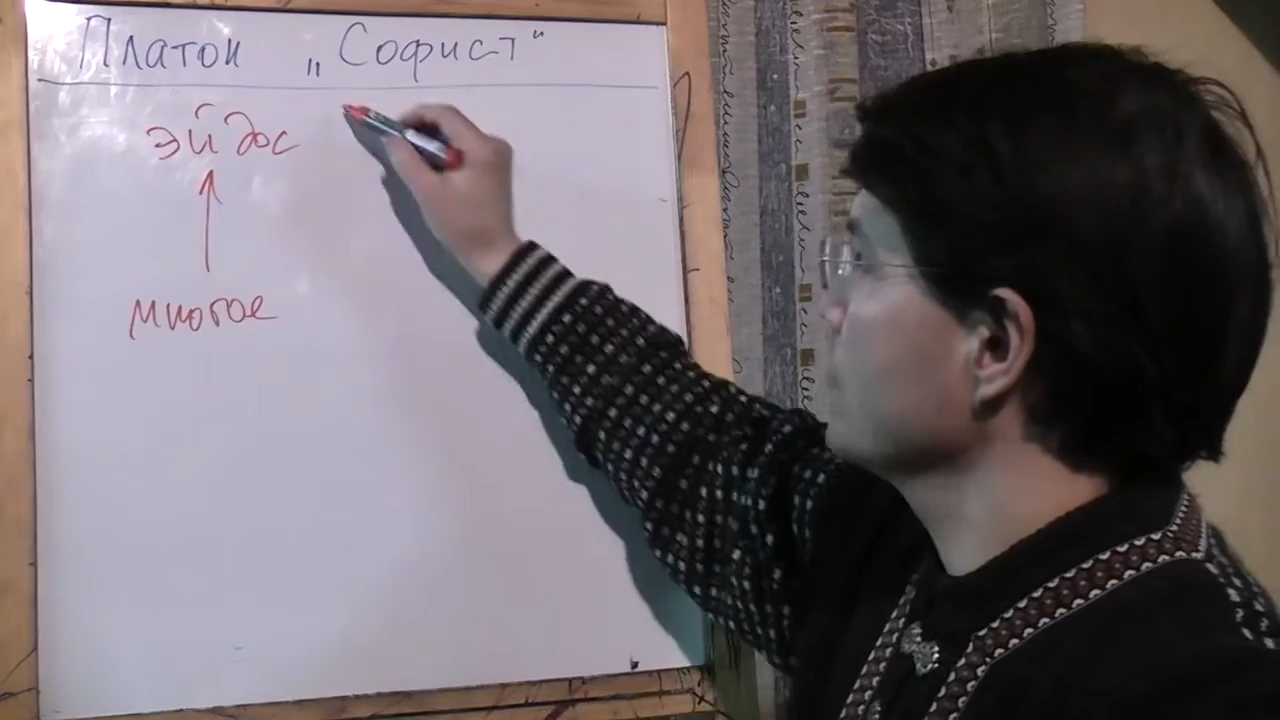 Платон „Софист“
эйдос
многое